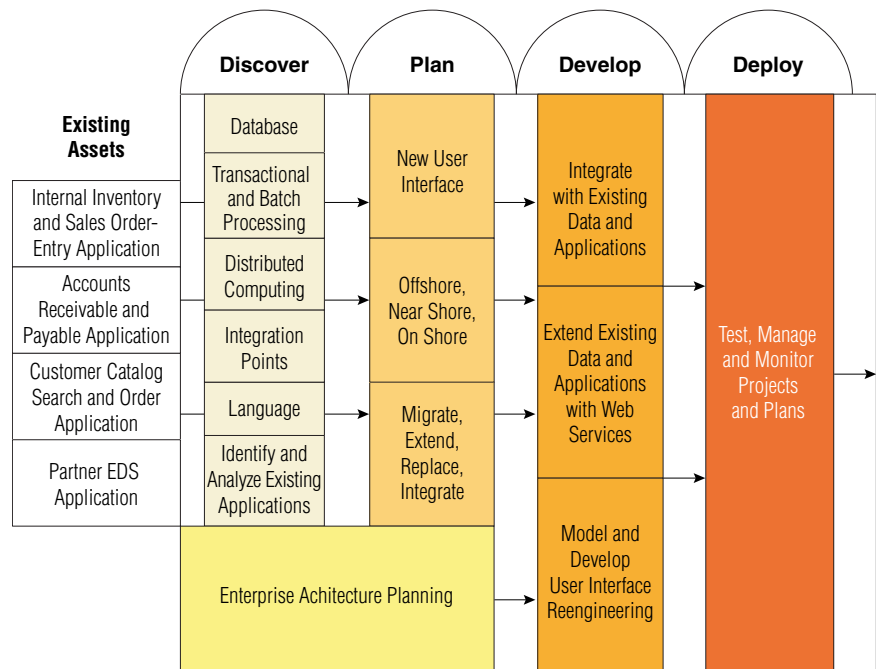 Discover
Plan
Develop
Deploy
Existing
Assets
Internal Inventory
and Sales Order-
Entry Application
Accounts
Receivable and
Payable Application
Customer Catalog
Search and Order
Application
Partner EDS
Application
Database
Transactional
and Batch
Processing
Distributed
Computing
Integration
Points
Language
Identify and
Analyze Existing
Applications
New User
Interface
Offshore,
Near Shore,
On Shore
Migrate,
Extend,
Replace,
Integrate
Enterprise Achitecture Planning
Integrate
with Existing
Data and
Applications
Extend Existing
Data and
Applications
with Web
Services
Model and
Develop
User Interface
Reengineering
Test, Manage
and Monitor
Projects
and Plans